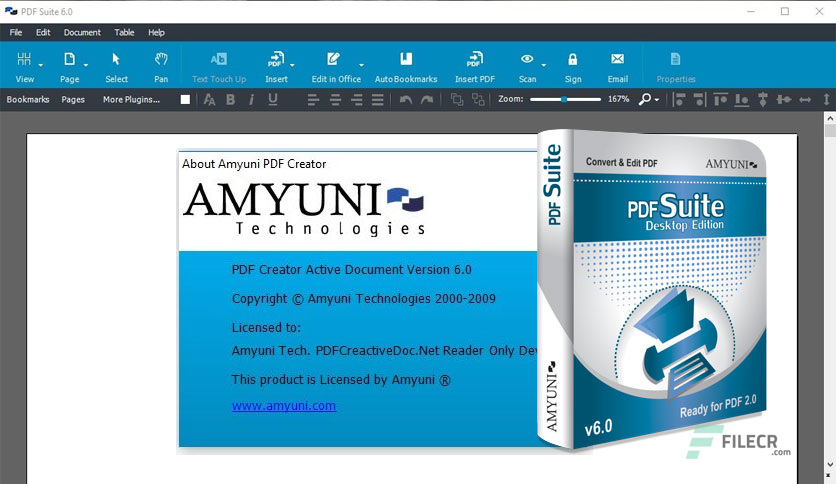 PDF Suite 6.0
File Edit Document Table Help
View Page Select Pan Text Touch Up Insert Edit in Office AutoBookmarks Insert PDF Scan Sign Email Properties
Bookmarks Pages More Plugins... B i U Zoom: 167%
About Amyuni PDF Creator
AMYUNI
Technologies
PDF Creator Active Document Version 6.0
Copyright © Amyuni Technologies 2000-2009
Licensed to:
Amyuni Tech. PDFCreactiveDoc.Net Reader Only Dev
This product is Licensed by Amyuni ®
www.amyuni.com
PDF Suite
AMYUNI
Convert & Edit PDF AMYUNI
PDF Suite
Desktop Edition
Ready for PDF 2.0
v6.0
FILECR
.com